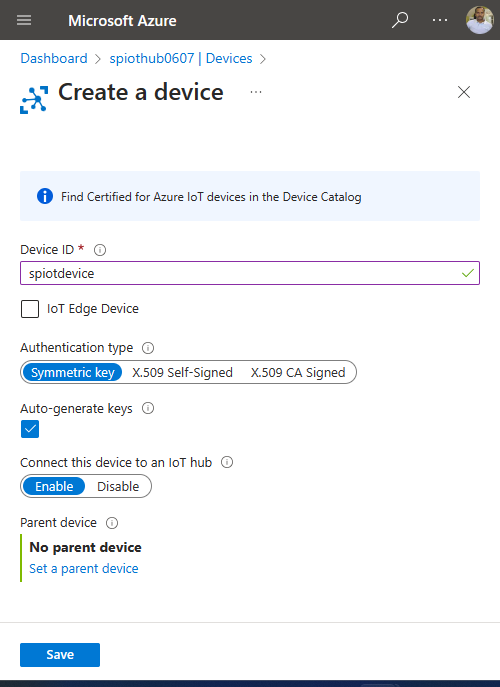 Microsoft Azure
Dashboard > spiothub0607 | Devices >
Create a device
Find Certified for Azure IoT devices in the Device Catalog
Device ID *
spiotdevice
IoT Edge Device
Authentication type
Symmetric key X.509 Self-Signed X.509 CA Signed
Auto-generate keys
Connect this device to an IoT hub
Enable Disable
Parent device
No parent device
Set a parent device
Save